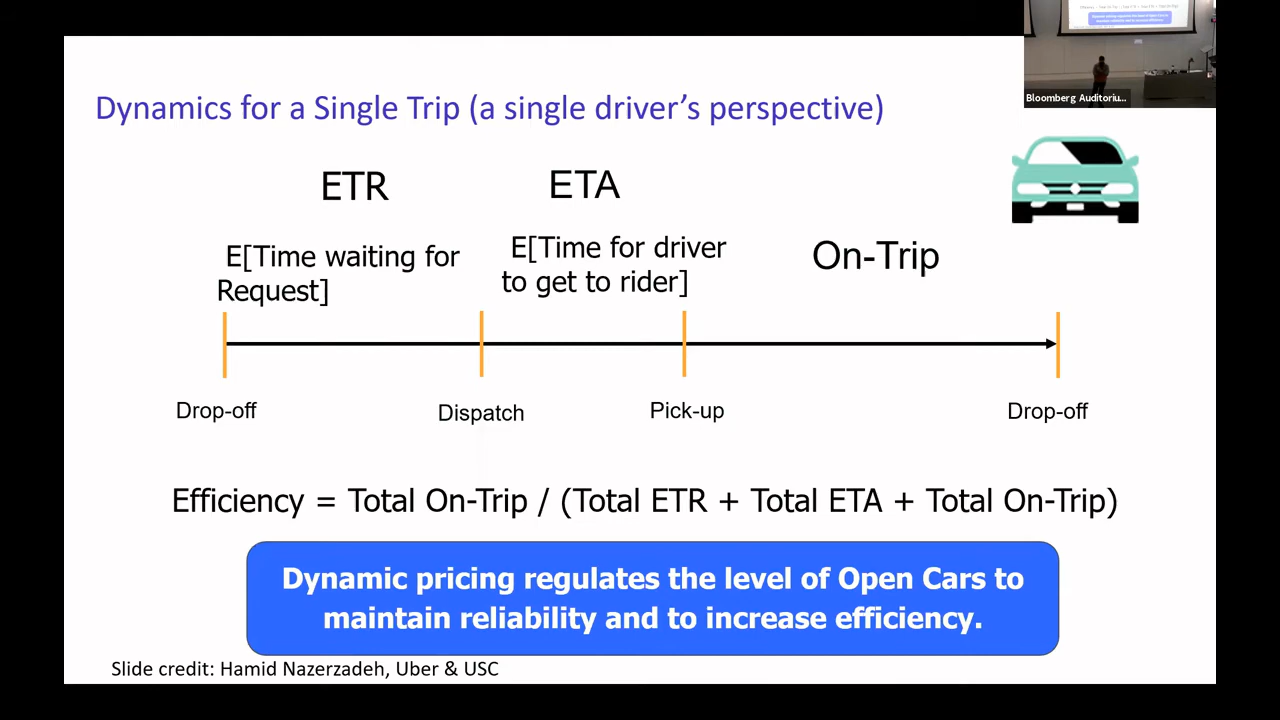 Dynamics for a Single Trip (a single driver's perspective)
Bloomberg Auditoriu...
ETR
ETA
E[Time waiting for
Request]
E[Time for driver
to get to rider]
On-Trip
Drop-off
Dispatch
Pick-up
Drop-off
Efficiency = Total On-Trip / (Total ETR + Total ETA + Total On-Trip)
Dynamic pricing regulates the level of Open Cars to
maintain reliability and to increase efficiency.
Slide credit: Hamid Nazerzadeh, Uber & USC